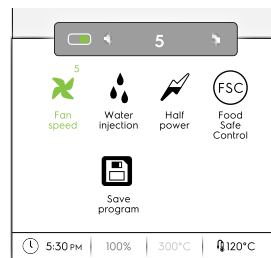 5
5
Fan
speed
Water
injection
Half
power
FSC
Food
Safe
Control
Save
program
5:30 PM 100% 300°C 120°C